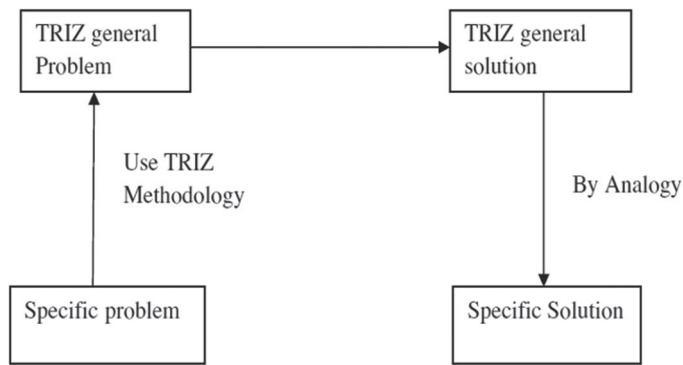 TRIZ general
Problem
TRIZ general
solution
Use TRIZ
Methodology
By Analogy
Specific problem
Specific Solution